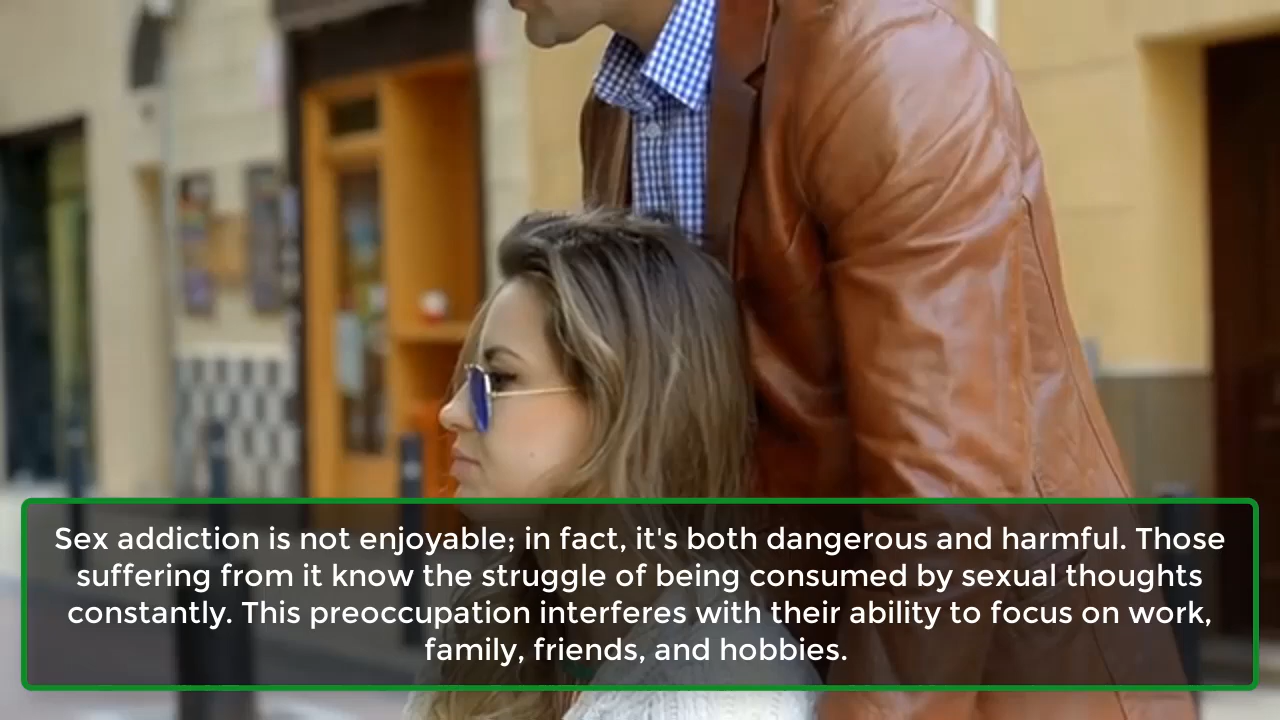 Sex addiction is not enjoyable; in fact, it's both dangerous and harmful. Those
suffering from it know the struggle of being consumed by sexual thoughts
constantly. This preoccupation interferes with their ability to focus on work,
family, friends, and hobbies.